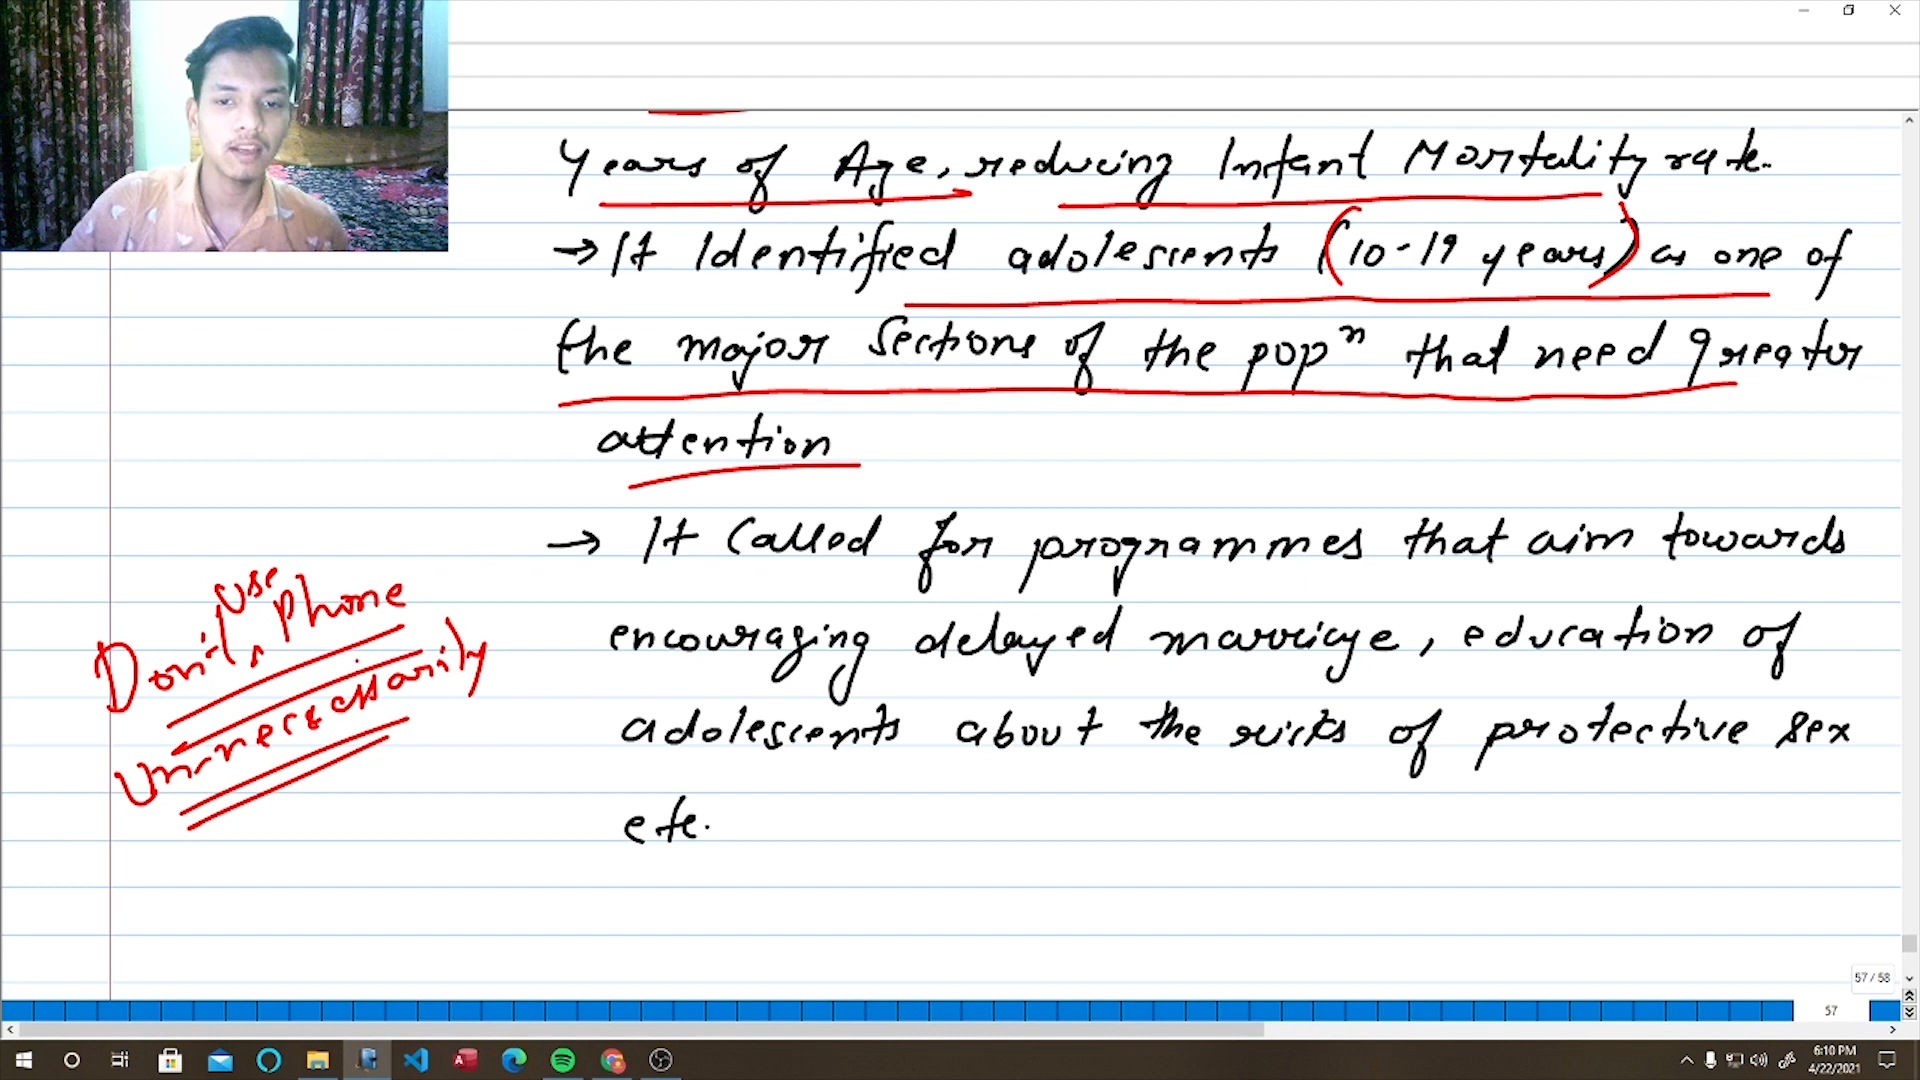 Years of Age, reducing Infant Mortality rate.
→ It Identified adolescents (10-19 years) as one of
the major Sections of the popⁿ that need greater
attention
→ It Called for programmes that aim towards
encouraging delayed marriage, education of
adolescents about the risks of protective sex
etc.
Don't use Phone
Un-necessarily
57 / 58
57
6:10 PM
4/22/2021